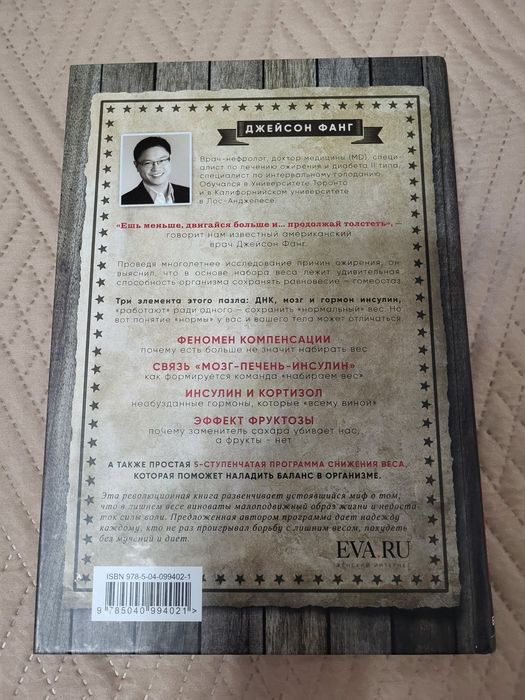 ДЖЕЙСОН ФАНГ
Врач-нефролог, доктор медицины (MD), специ-
алист по лечению ожирения и диабета II типа,
специалист по интервальному голоданию.
Обучался в Университете Торонто
и в Калифорнийском университете
в Лос-Анджелесе.
«Ешь меньше, двигайся больше и... продолжай толстеть», –
говорит нам известный американский
врач Джейсон Фанг.
Проведя многолетнее исследование причин ожирения, он
выяснил, что в основе набора веса лежит удивительная
способность организма сохранять равновесие – гомеостаз.
Три элемента этого пазла: ДНК, мозг и гормон инсулин,
«работают» ради одного – сохранить «нормальный» вес. Но
вот понятие «нормы» у вас и вашего тела может отличаться.
ФЕНОМЕН КОМПЕНСАЦИИ
почему есть больше не значит набирать вес
СВЯЗЬ «МОЗГ-ПЕЧЕНЬ-ИНСУЛИН»
как формируется команда «набираем вес»
ИНСУЛИН И КОРТИЗОЛ
необузданные гормоны, которые «всему виной»
ЭФФЕКТ ФРУКТОЗЫ
почему заменитель сахара убивает нас,
а фрукты – нет
А ТАКЖЕ ПРОСТАЯ 5-СТУПЕНЧАТАЯ ПРОГРАММА СНИЖЕНИЯ ВЕСА,
КОТОРАЯ ПОМОЖЕТ НАЛАДИТЬ БАЛАНС В ОРГАНИЗМЕ.
Эта революционная книга развенчивает устоявшийся миф о том,
что в лишнем весе виноваты малоподвижный образ жизни и недоста-
ток силы воли. Предложенная автором программа дает надежду
каждому, кто не раз проигрывал борьбу с лишним весом, похудеть
без мучений и диет.
EVA.RU
ЖЕНСКИЙ ИНТЕРНЕТ
ISBN 978-5-04-099402-1
9 785040 994021 >